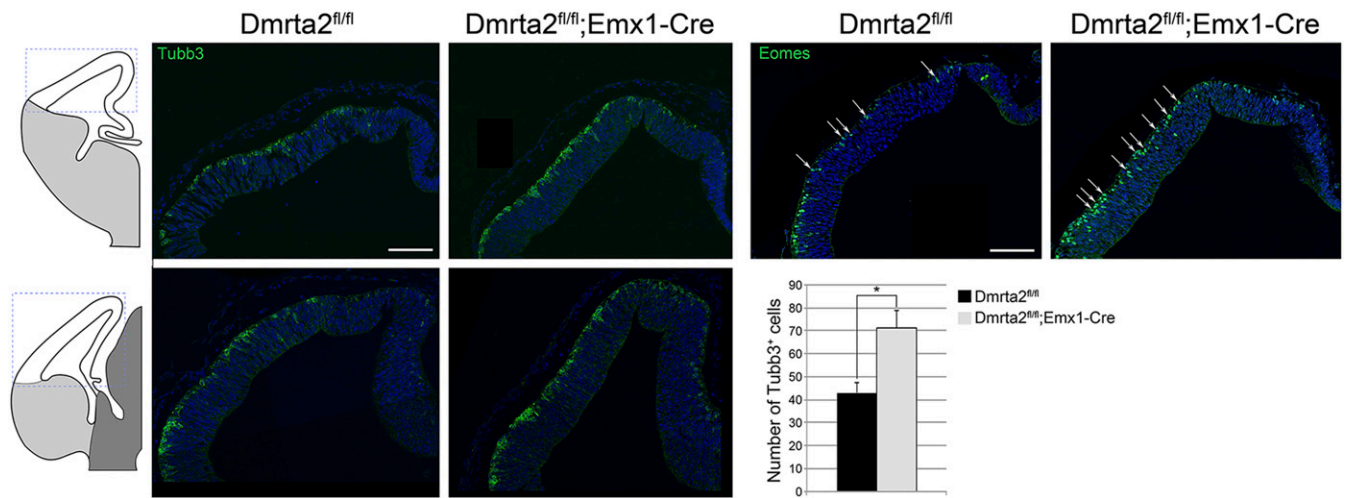 Dmrta2fl/fl Dmrta2fl/fl;Emx1-Cre Dmrta2fl/fl Dmrta2fl/fl;Emx1-Cre
Tubb3
Eomes
Number of Tubb3+ cells
90
80
70
60
50
40
30
20
10
0
*
Dmrta2fl/fl
Dmrta2fl/fl;Emx1-Cre